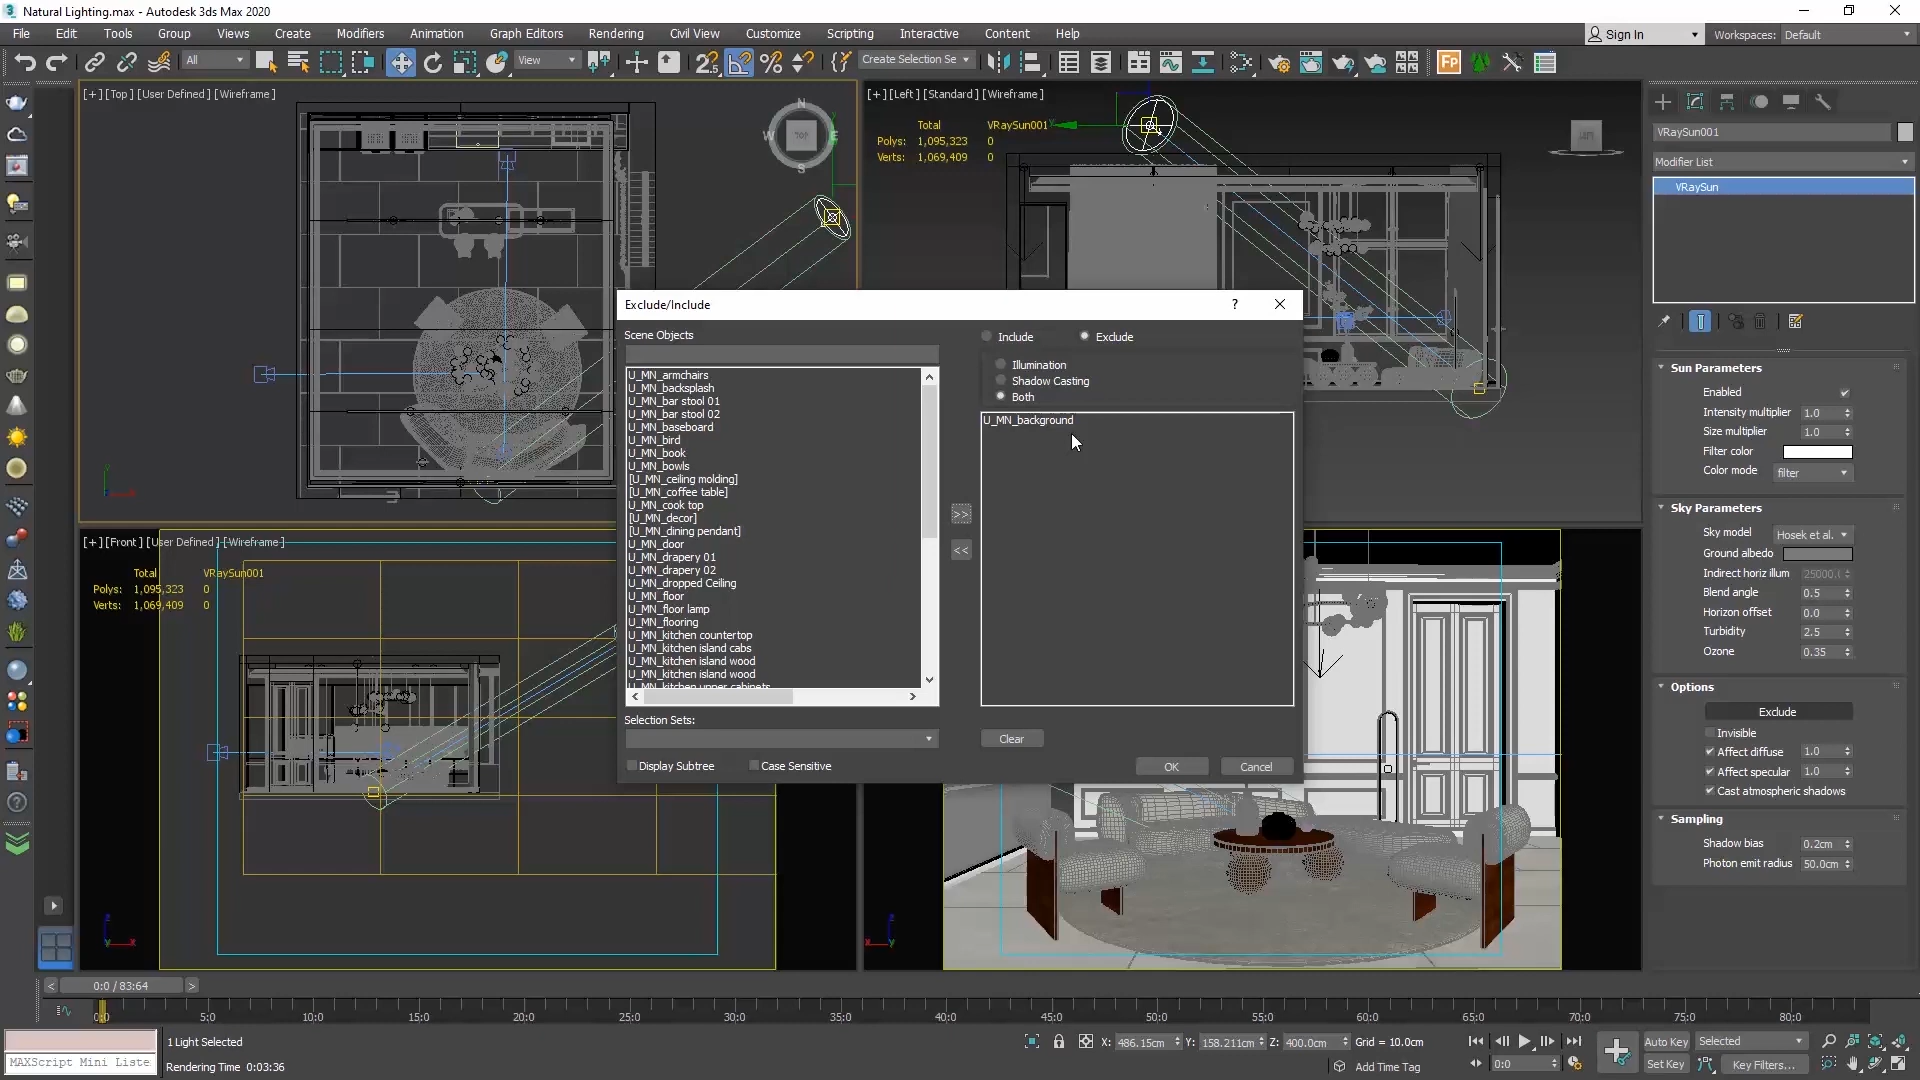 Natural Lighting.max - Autodesk 3ds Max 2020
File Edit Tools Group Views Create Modifiers Animation Graph Editors Rendering Civil View Customize Scripting Interactive Content Help
Sign In
Workspaces: Default
All
View
Create Selection Se
[+] [Top] [User Defined] [Wireframe]
N
W TOP E
S
[+] [Left] [Standard] [Wireframe]
Total VRaySun001
Polys: 1,095,323 0
Verts: 1,069,409 0
[+] [Front] [User Defined] [Wireframe]
Total VRaySun001
Polys: 1,095,323 0
Verts: 1,069,409 0
Exclude/Include
?
Scene Objects
U_MN_armchairs
U_MN_backsplash
U_MN_bar stool 01
U_MN_bar stool 02
U_MN_baseboard
U_MN_bird
U_MN_book
U_MN_bowls
[U_MN_ceiling molding]
[U_MN_coffee table]
U_MN_cook top
[U_MN_decor]
[U_MN_dining pendant]
U_MN_door
U_MN_drapery 01
U_MN_drapery 02
U_MN_dropped Ceiling
U_MN_floor
U_MN_floor lamp
U_MN_flooring
U_MN_kitchen countertop
U_MN_kitchen island cabs
U_MN_kitchen island wood
U_MN_kitchen island wood
U_MN_kitchen upper cabinets
Selection Sets:
Display Subtree
Case Sensitive
Include
Exclude
Illumination
Shadow Casting
Both
U_MN_background
>>
<<
Clear
OK
Cancel
VRaySun001
Modifier List
VRaySun
Sun Parameters
Enabled
Intensity multiplier 1.0
Size multiplier 1.0
Filter color
Color mode filter
Sky Parameters
Sky model Hosek et al.
Ground albedo
Indirect horiz illum 25000.(
Blend angle 0.5
Horizon offset 0.0
Turbidity 2.5
Ozone 0.35
Options
Exclude
Invisible
Affect diffuse 1.0
Affect specular 1.0
Cast atmospheric shadows
Sampling
Shadow bias 0.2cm
Photon emit radius 50.0cm
< 0:0 / 83:64 >
0:0 5:0 10:0 15:0 20:0 25:0 30:0 35:0 40:0 45:0 50:0 55:0 60:0 65:0 70:0 75:0 80:0
MAXScript Mini Liste
1 Light Selected
Rendering Time 0:03:36
X: 486.15cm Y: 158.211cm Z: 400.0cm Grid = 10.0cm
Add Time Tag
0:0
Auto Key Selected
Set Key Key Filters...